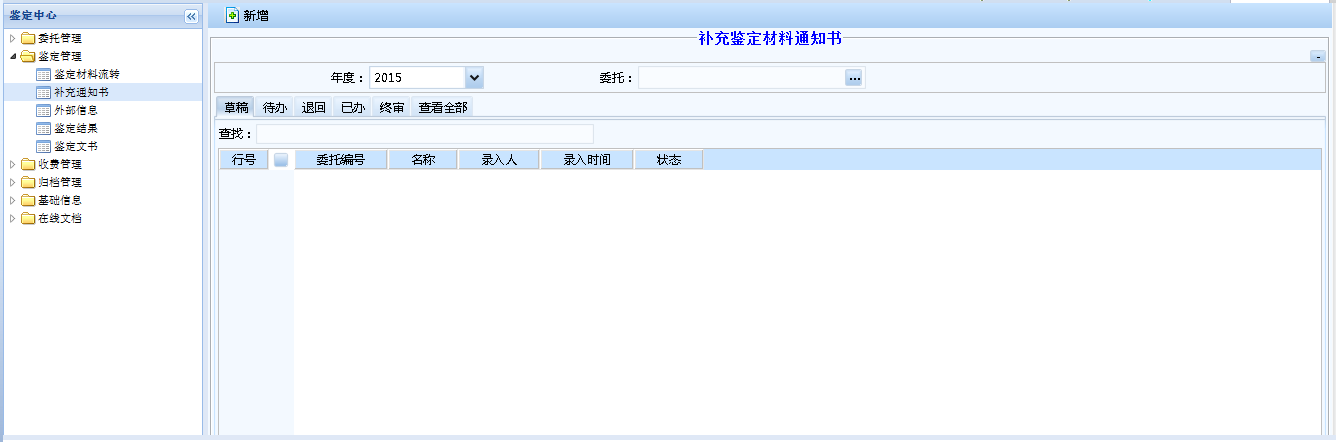 鉴定中心
委托管理
鉴定管理
鉴定材料流转
补充通知书
外部信息
鉴定结果
鉴定文书
收费管理
归档管理
基础信息
在线文档
新增
补充鉴定材料通知书
年度： 2015 委托： ...
草稿 待办 退回 已办 终审 查看全部
查找：
行号 委托编号 名称 录入人 录入时间 状态